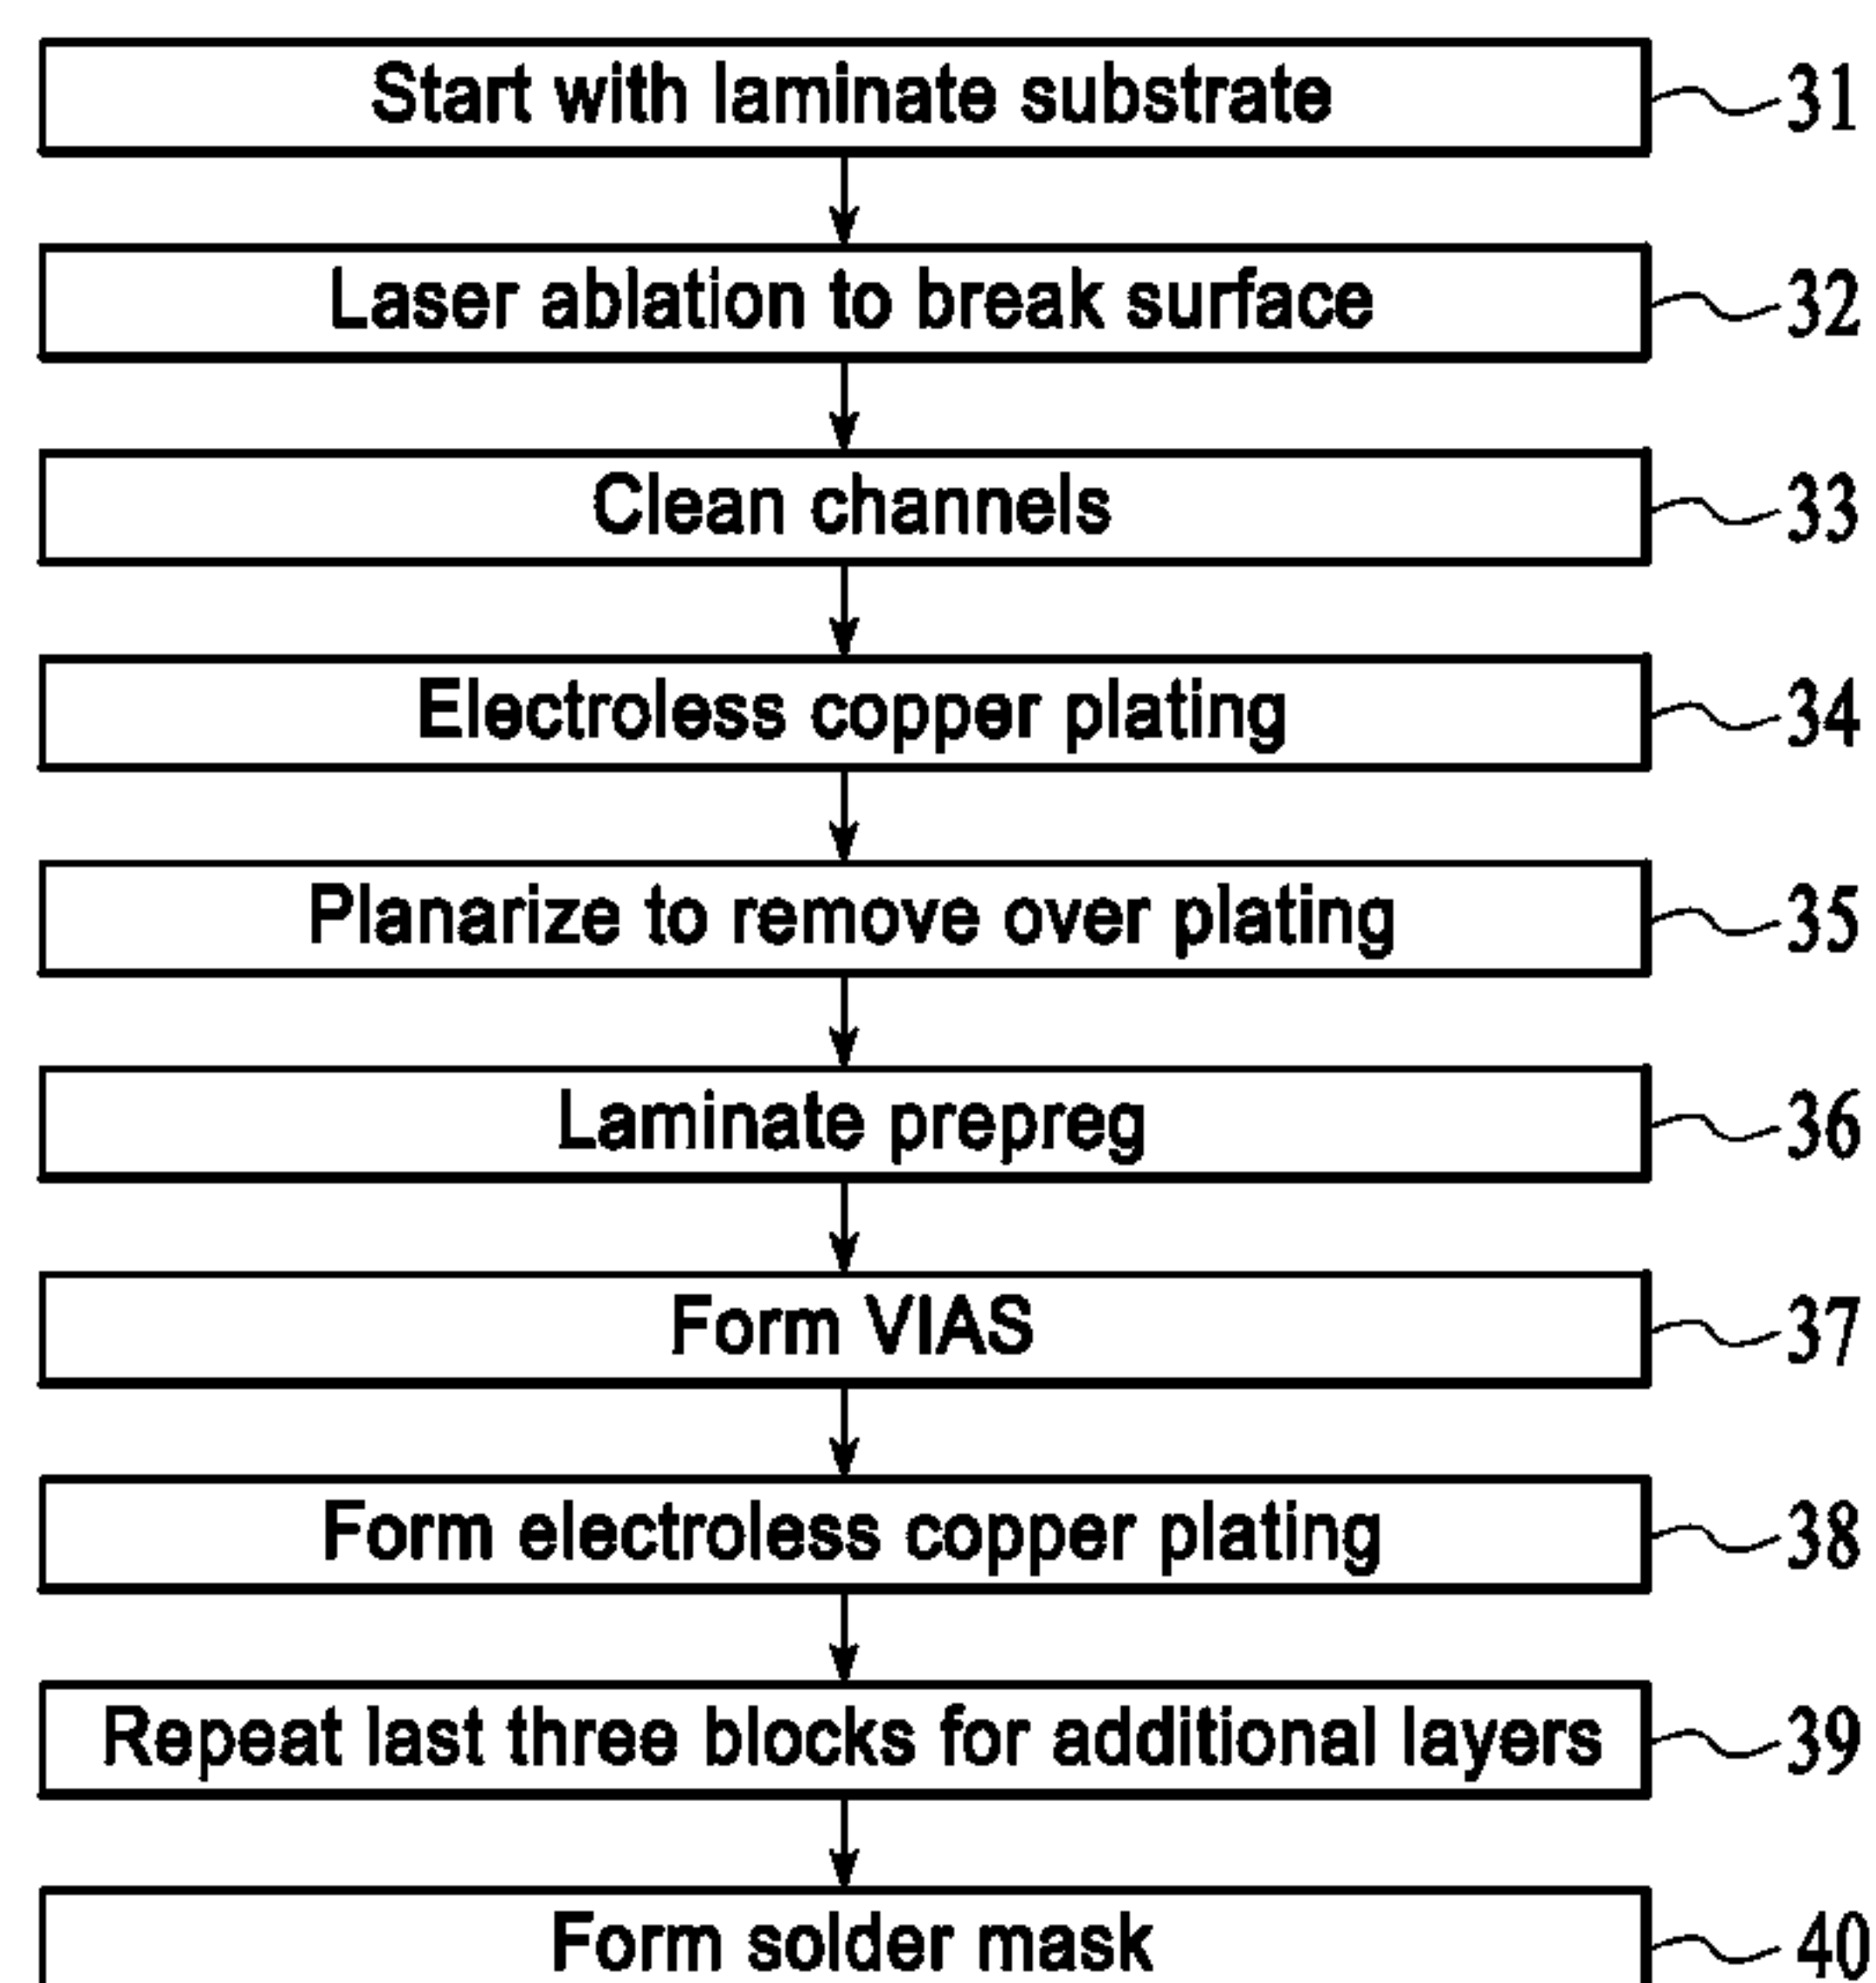 Start with laminate substrate 31
Laser ablation to break surface 32
Clean channels 33
Electroless copper plating 34
Planarize to remove over plating 35
Laminate prepreg 36
Form VIAS 37
Form electroless copper plating 38
Repeat last three blocks for additional layers 39
Form solder mask 40